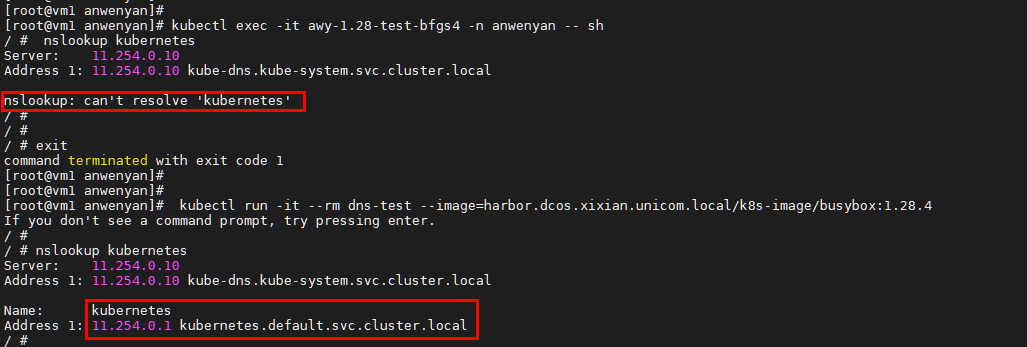 [root@vm1 anwenyan]#
[root@vm1 anwenyan]# kubectl exec -it awy-1.28-test-bfgs4 -n anwenyan -- sh
/ #  nslookup kubernetes
Server:    11.254.0.10
Address 1: 11.254.0.10 kube-dns.kube-system.svc.cluster.local
nslookup: can't resolve 'kubernetes'
/ #
/ #
/ # exit
command terminated with exit code 1
[root@vm1 anwenyan]#
[root@vm1 anwenyan]#
[root@vm1 anwenyan]#  kubectl run -it --rm dns-test --image=harbor.dcos.xixian.unicom.local/k8s-image/busybox:1.28.4
If you don't see a command prompt, try pressing enter.
/ #
/ # nslookup kubernetes
Server:    11.254.0.10
Address 1: 11.254.0.10 kube-dns.kube-system.svc.cluster.local
Name:      kubernetes
Address 1: 11.254.0.1 kubernetes.default.svc.cluster.local
/ #